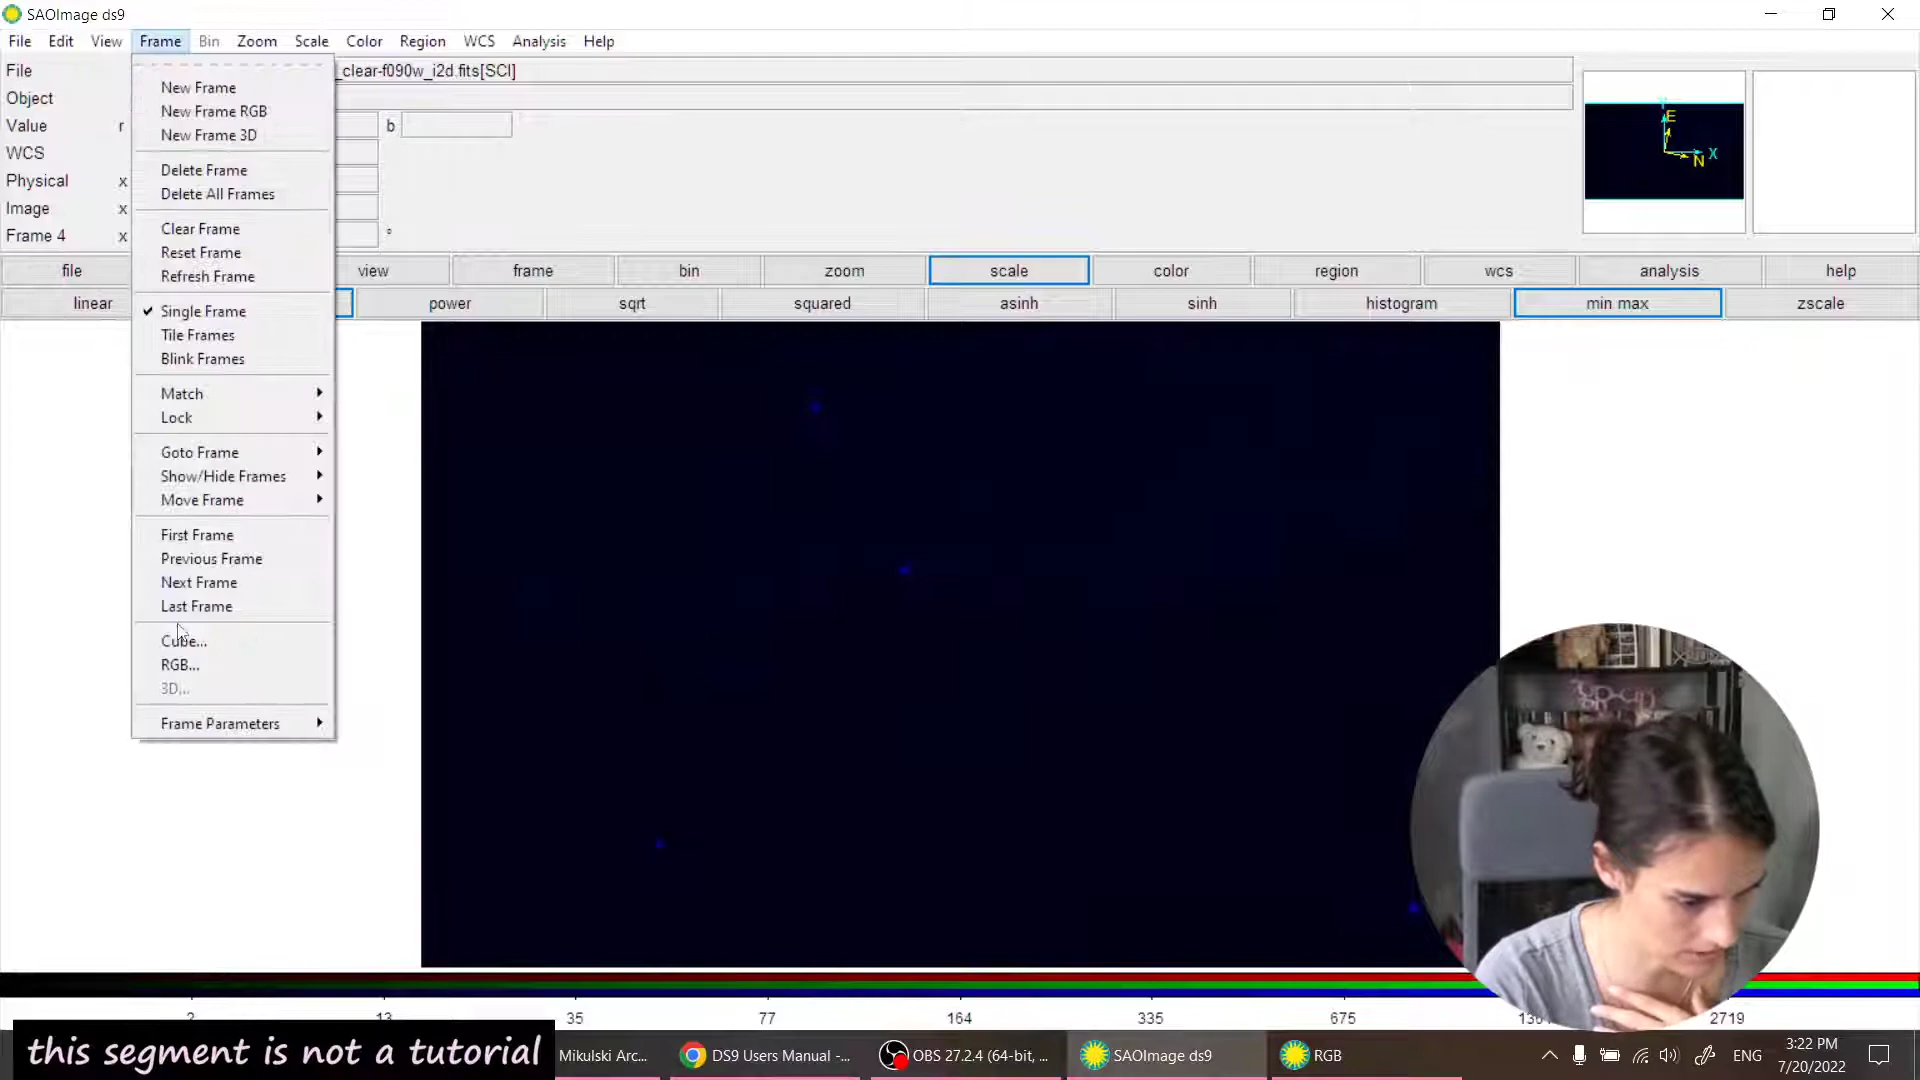 SAOImage ds9
File Edit View Frame Bin Zoom Scale Color Region WCS Analysis Help
File _clear-f090w_i2d.fits[SCI]
Object
Value r b
WCS
Physical x
Image x
Frame 4 x °
New Frame
New Frame RGB
New Frame 3D
Delete Frame
Delete All Frames
Clear Frame
Reset Frame
Refresh Frame
Single Frame
Tile Frames
Blink Frames
Match
Lock
Goto Frame
Show/Hide Frames
Move Frame
First Frame
Previous Frame
Next Frame
Last Frame
Cube...
RGB...
3D...
Frame Parameters
E
X
N
file view frame bin zoom scale color region wcs analysis help
linear power sqrt squared asinh sinh histogram min max zscale
2 13 35 77 164 335 675 2719
this segment is not a tutorial
Mikulski Arc... DS9 Users Manual -... OBS 27.2.4 (64-bit, ... SAOImage ds9 RGB
ENG
3:22 PM
7/20/2022